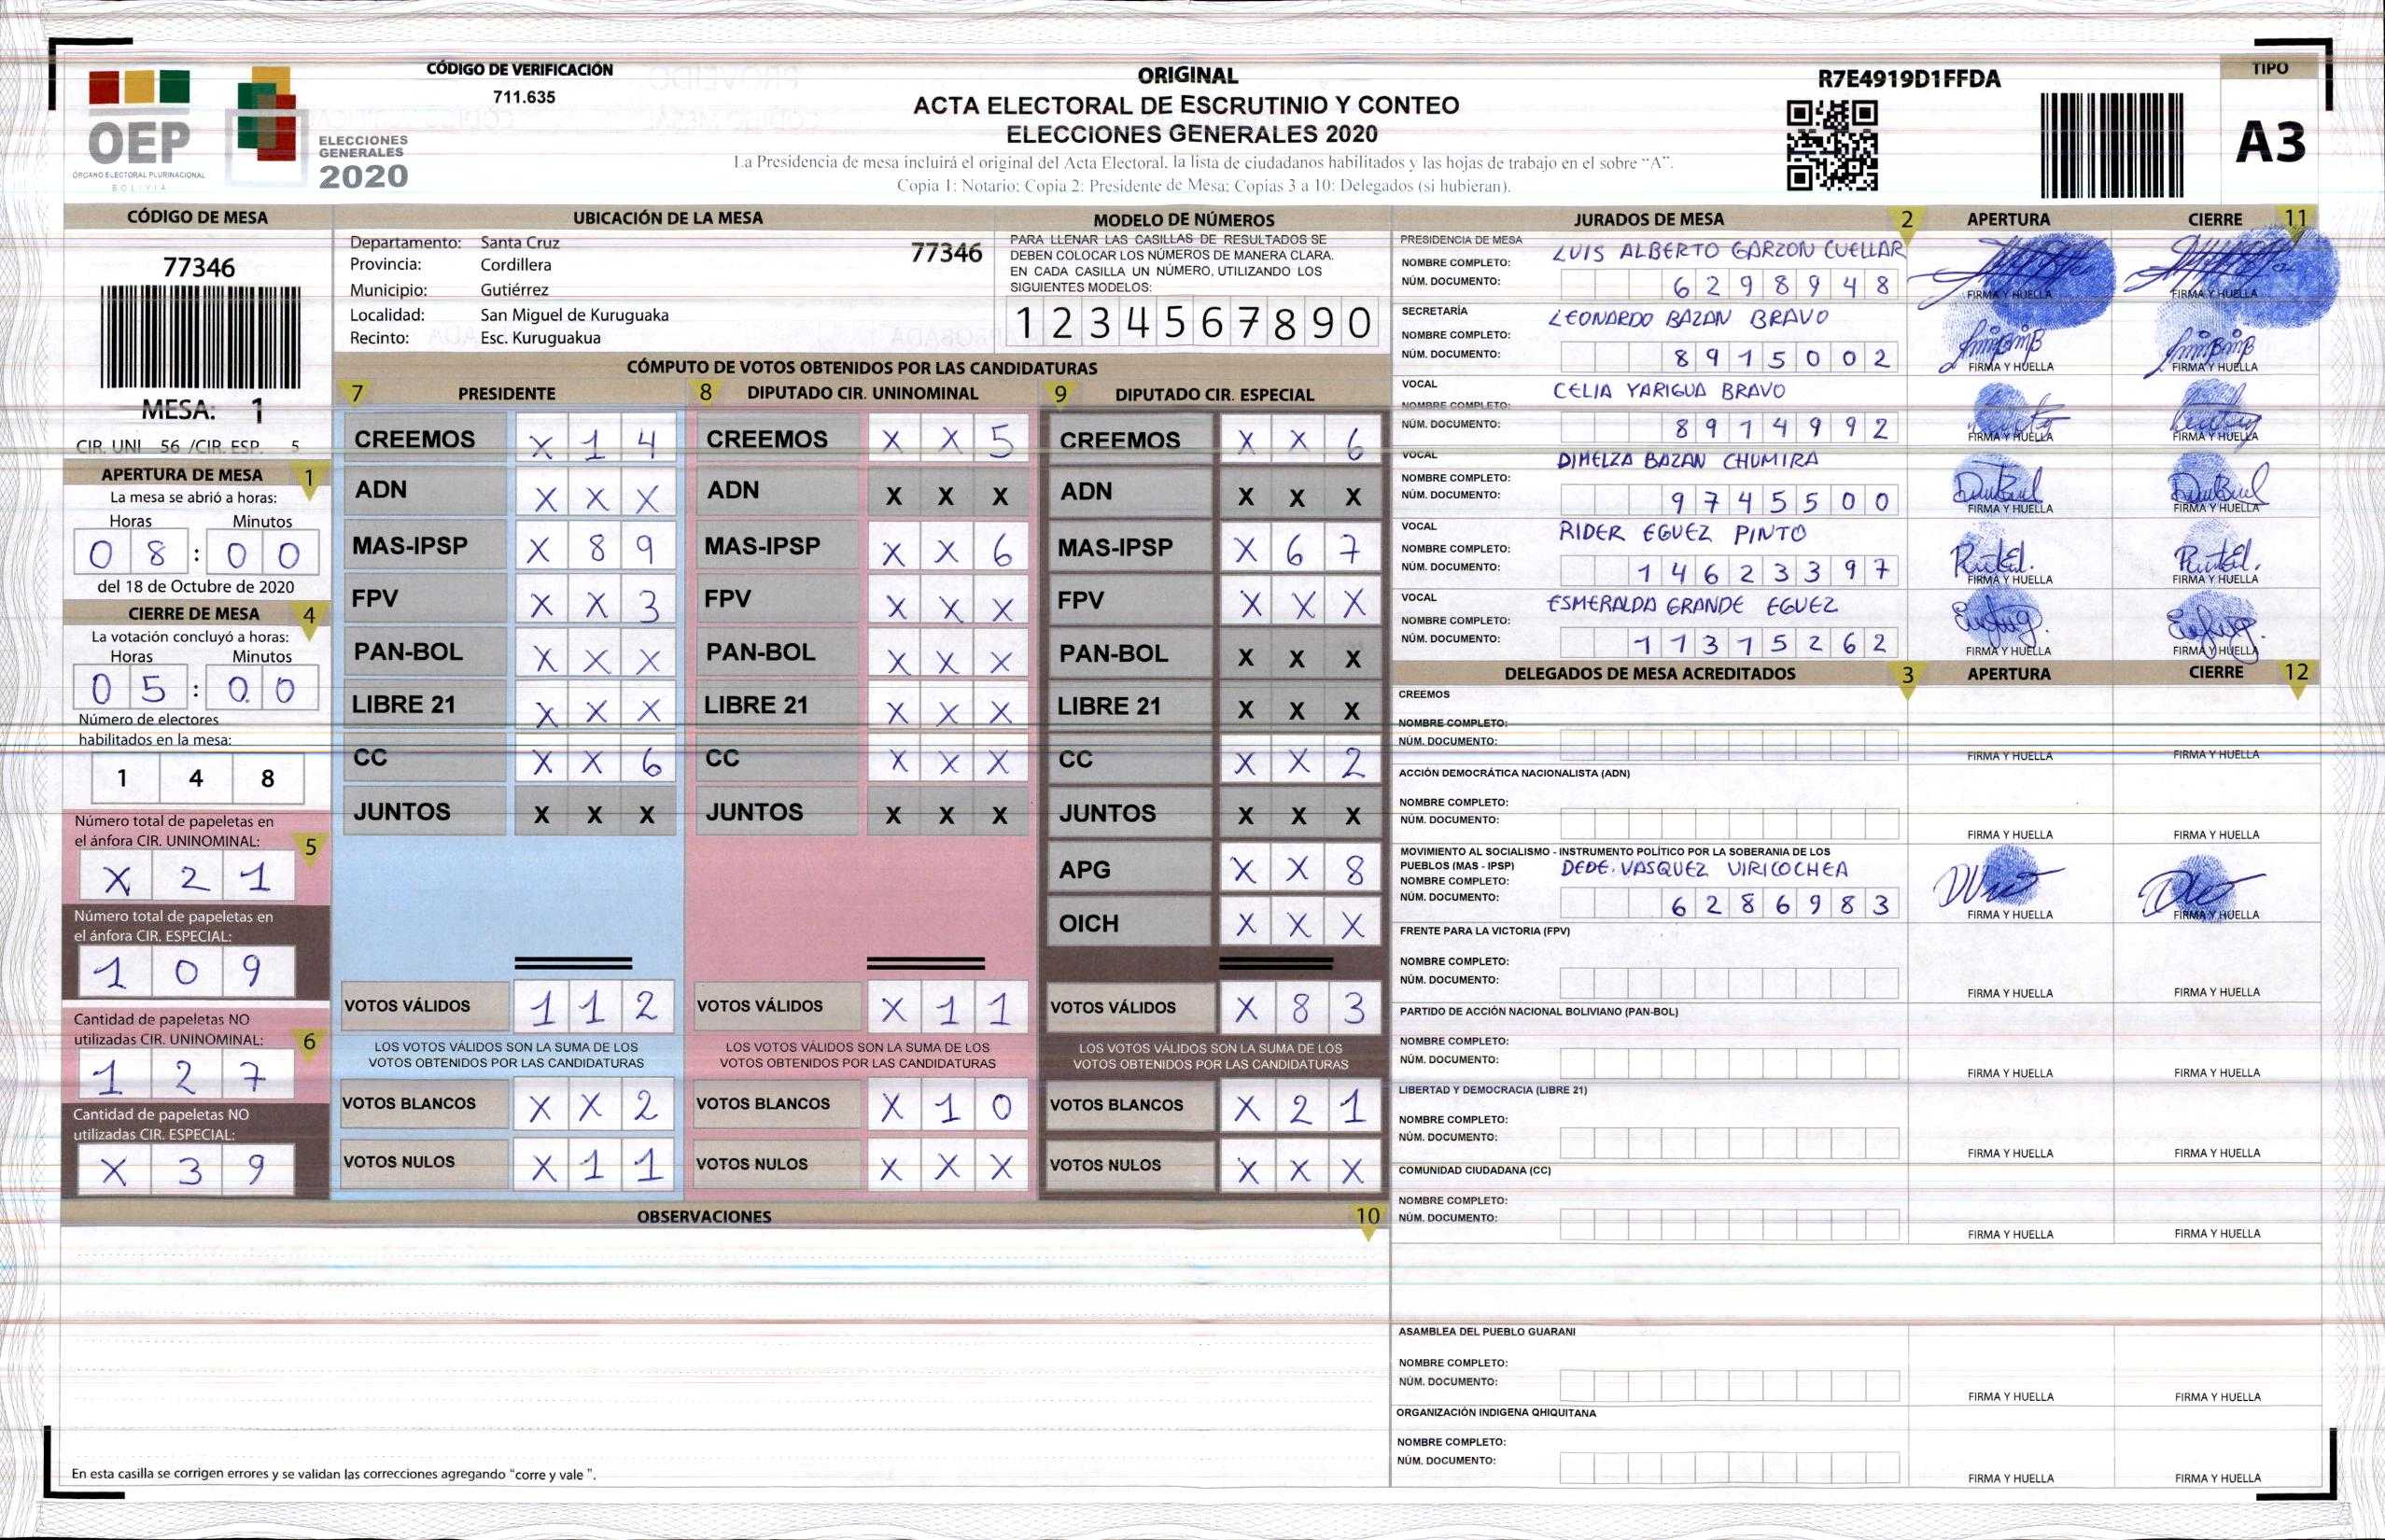 OEP
ÓRGANO ELECTORAL PLURINACIONAL
BOLIVIA
ELECCIONES
GENERALES
2020
CÓDIGO DE VERIFICACIÓN
711.635
ORIGINAL
ACTA ELECTORAL DE ESCRUTINIO Y CONTEO
ELECCIONES GENERALES 2020
La Presidencia de mesa incluirá el original del Acta Electoral, la lista de ciudadanos habilitados y las hojas de trabajo en el sobre “A”.
Copia 1: Notario; Copia 2: Presidente de Mesa; Copias 3 a 10: Delegados (si hubieran).
R7E4919D1FFDA
TIPO
A3
CÓDIGO DE MESA
77346
MESA: 1
CIR. UNI 56 /CIR. ESP. 5
APERTURA DE MESA 1
La mesa se abrió a horas:
Horas Minutos
0 8 : 0 0
del 18 de Octubre de 2020
CIERRE DE MESA 4
La votación concluyó a horas:
Horas Minutos
0 5 : 0 0
Número de electores
habilitados en la mesa:
1 4 8
Número total de papeletas en
el ánfora CIR. UNINOMINAL: 5
X 2 1
Número total de papeletas en
el ánfora CIR. ESPECIAL:
1 0 9
Cantidad de papeletas NO
utilizadas CIR. UNINOMINAL: 6
1 2 7
Cantidad de papeletas NO
utilizadas CIR. ESPECIAL:
X 3 9
UBICACIÓN DE LA MESA
Departamento: Santa Cruz 77346
Provincia: Cordillera
Municipio: Gutiérrez
Localidad: San Miguel de Kuruguaka
Recinto: Esc. Kuruguakua
MODELO DE NÚMEROS
PARA LLENAR LAS CASILLAS DE RESULTADOS SE
DEBEN COLOCAR LOS NÚMEROS DE MANERA CLARA.
EN CADA CASILLA UN NÚMERO, UTILIZANDO LOS
SIGUIENTES MODELOS:
1 2 3 4 5 6 7 8 9 0
CÓMPUTO DE VOTOS OBTENIDOS POR LAS CANDIDATURAS
7 PRESIDENTE
CREEMOS X 1 4
ADN X X X
MAS-IPSP X 8 9
FPV X X 3
PAN-BOL X X X
LIBRE 21 X X X
CC X X 6
JUNTOS X X X
VOTOS VÁLIDOS 1 1 2
LOS VOTOS VÁLIDOS SON LA SUMA DE LOS
VOTOS OBTENIDOS POR LAS CANDIDATURAS
VOTOS BLANCOS X X 2
VOTOS NULOS X 1 1
8 DIPUTADO CIR. UNINOMINAL
CREEMOS X X 5
ADN X X X
MAS-IPSP X X 6
FPV X X X
PAN-BOL X X X
LIBRE 21 X X X
CC X X X
JUNTOS X X X
VOTOS VÁLIDOS X 1 1
LOS VOTOS VÁLIDOS SON LA SUMA DE LOS
VOTOS OBTENIDOS POR LAS CANDIDATURAS
VOTOS BLANCOS X 1 0
VOTOS NULOS X X X
9 DIPUTADO CIR. ESPECIAL
CREEMOS X X 6
ADN X X X
MAS-IPSP X 6 7
FPV X X X
PAN-BOL X X X
LIBRE 21 X X X
CC X X 2
JUNTOS X X X
APG X X 8
OICH X X X
VOTOS VÁLIDOS X 8 3
LOS VOTOS VÁLIDOS SON LA SUMA DE LOS
VOTOS OBTENIDOS POR LAS CANDIDATURAS
VOTOS BLANCOS X 2 1
VOTOS NULOS X X X
OBSERVACIONES 10
En esta casilla se corrigen errores y se validan las correcciones agregando “corre y vale ”.
JURADOS DE MESA 2 APERTURA CIERRE 11
PRESIDENCIA DE MESA
NOMBRE COMPLETO: LUIS ALBERTO GARZON CUELLAR
NÚM. DOCUMENTO: 6 2 9 8 9 4 8
FIRMA Y HUELLA FIRMA Y HUELLA
SECRETARÍA
NOMBRE COMPLETO: LEONARDO BAZAN BRAVO
NÚM. DOCUMENTO: 8 9 1 5 0 0 2
FIRMA Y HUELLA FIRMA Y HUELLA
VOCAL
NOMBRE COMPLETO: CELIA YARIGUA BRAVO
NÚM. DOCUMENTO: 8 9 1 4 9 9 2
FIRMA Y HUELLA FIRMA Y HUELLA
VOCAL
NOMBRE COMPLETO: DIMELZA BAZAN CHUMIRA
NÚM. DOCUMENTO: 9 7 4 5 5 0 0
FIRMA Y HUELLA FIRMA Y HUELLA
VOCAL
NOMBRE COMPLETO: RIDER EGUEZ PINTO
NÚM. DOCUMENTO: 1 4 6 2 3 3 9 7
FIRMA Y HUELLA FIRMA Y HUELLA
VOCAL
NOMBRE COMPLETO: ESMERALDA GRANDE EGUEZ
NÚM. DOCUMENTO: 1 1 3 1 5 2 6 2
FIRMA Y HUELLA FIRMA Y HUELLA
DELEGADOS DE MESA ACREDITADOS 3 APERTURA CIERRE 12
CREEMOS
NOMBRE COMPLETO:
NÚM. DOCUMENTO:
FIRMA Y HUELLA FIRMA Y HUELLA
ACCIÓN DEMOCRÁTICA NACIONALISTA (ADN)
NOMBRE COMPLETO:
NÚM. DOCUMENTO:
FIRMA Y HUELLA FIRMA Y HUELLA
MOVIMIENTO AL SOCIALISMO - INSTRUMENTO POLÍTICO POR LA SOBERANIA DE LOS
PUEBLOS (MAS - IPSP)
NOMBRE COMPLETO: DEDE. VASQUEZ VIRICOCHEA
NÚM. DOCUMENTO: 6 2 8 6 9 8 3
FIRMA Y HUELLA FIRMA Y HUELLA
FRENTE PARA LA VICTORIA (FPV)
NOMBRE COMPLETO:
NÚM. DOCUMENTO:
FIRMA Y HUELLA FIRMA Y HUELLA
PARTIDO DE ACCIÓN NACIONAL BOLIVIANO (PAN-BOL)
NOMBRE COMPLETO:
NÚM. DOCUMENTO:
FIRMA Y HUELLA FIRMA Y HUELLA
LIBERTAD Y DEMOCRACIA (LIBRE 21)
NOMBRE COMPLETO:
NÚM. DOCUMENTO:
FIRMA Y HUELLA FIRMA Y HUELLA
COMUNIDAD CIUDADANA (CC)
NOMBRE COMPLETO:
NÚM. DOCUMENTO:
FIRMA Y HUELLA FIRMA Y HUELLA
ASAMBLEA DEL PUEBLO GUARANI
NOMBRE COMPLETO:
NÚM. DOCUMENTO:
FIRMA Y HUELLA FIRMA Y HUELLA
ORGANIZACIÓN INDIGENA QHIQUITANA
NOMBRE COMPLETO:
NÚM. DOCUMENTO:
FIRMA Y HUELLA FIRMA Y HUELLA